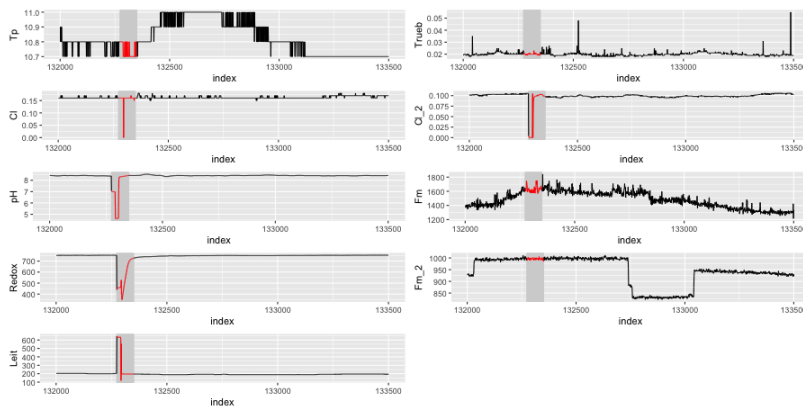 Tp
11.0
10.9
10.8
10.7
132000 132500 133000 133500
index
Trueb
0.05
0.04
0.03
0.02
132000 132500 133000 133500
index
Cl
0.15
0.10
0.05
0.00
132000 132500 133000 133500
index
Cl_2
0.100
0.075
0.050
0.025
0.000
132000 132500 133000 133500
index
pH
8
7
6
5
132000 132500 133000 133500
index
Fm
1800
1600
1400
1200
132000 132500 133000 133500
index
Redox
700
600
500
400
132000 132500 133000 133500
index
Fm_2
1000
950
900
850
132000 132500 133000 133500
index
Leit
600
500
400
300
200
100
132000 132500 133000 133500
index